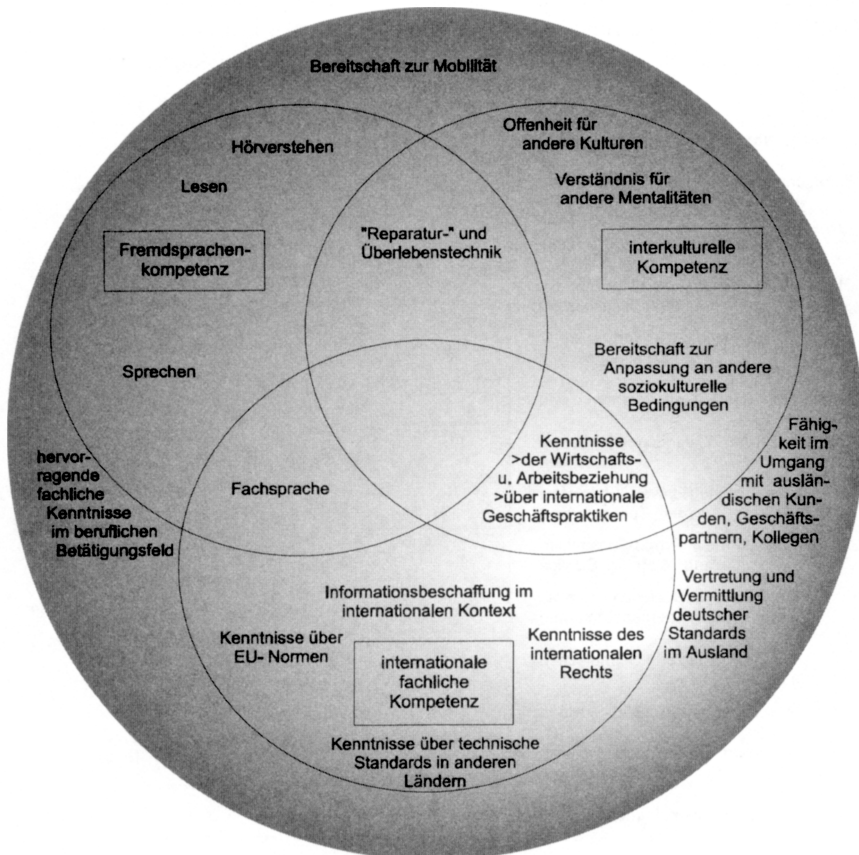 Bereitschaft zur Mobilität
Hörverstehen
Lesen
Fremdsprachen-
kompetenz
Sprechen
"Reparatur-" und
Überlebenstechnik
Offenheit für
andere Kulturen
Verständnis für
andere Mentalitäten
interkulturelle
Kompetenz
Bereitschaft zur
Anpassung an andere
soziokulturelle
Bedingungen
hervor-
ragende
fachliche
Kenntnisse
im beruflichen
Betätigungsfeld
Fachsprache
Kenntnisse
>der Wirtschafts-
u. Arbeitsbeziehung
>über internationale
Geschäftspraktiken
Fähig-
keit im
Umgang
mit auslän-
dischen Kun-
den, Geschäfts-
partnern, Kollegen
Vertretung und
Vermittlung
deutscher
Standards
im Ausland
Informationsbeschaffung im
internationalen Kontext
Kenntnisse über
EU- Normen
internationale
fachliche
Kompetenz
Kenntnisse des
internationalen
Rechts
Kenntnisse über technische
Standards in anderen
Ländern